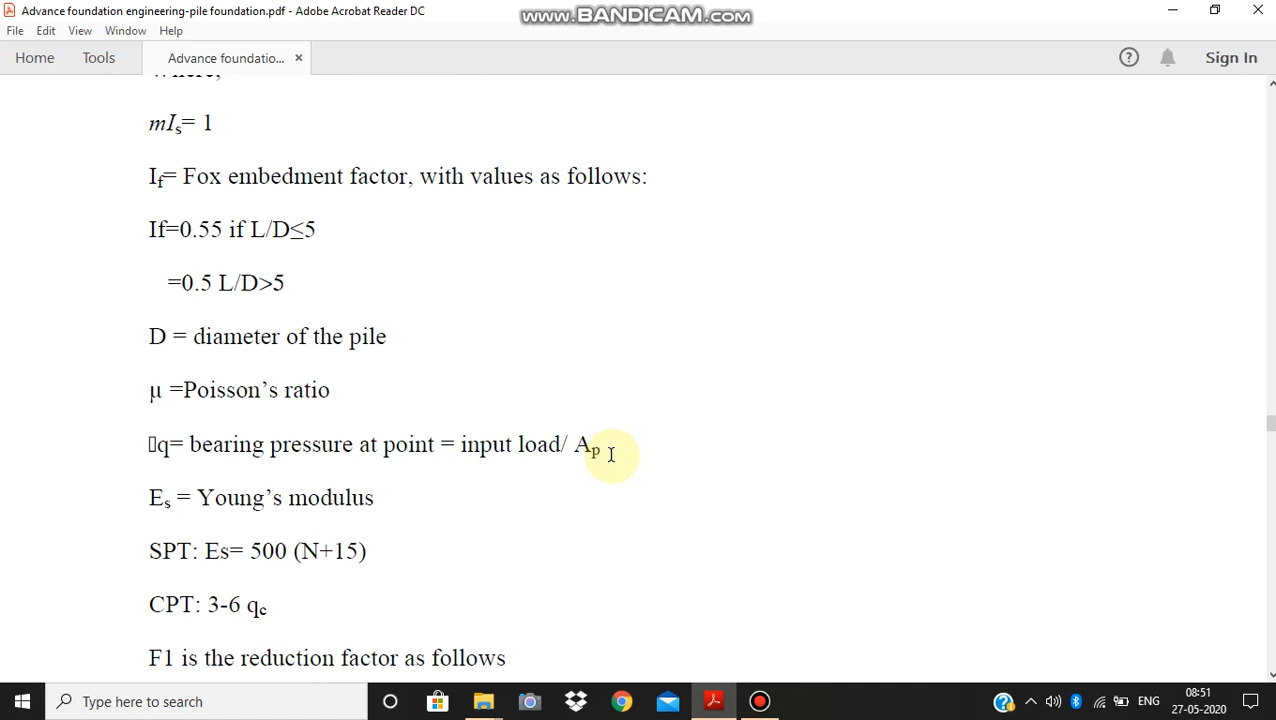 Advance foundation engineering-pile foundation.pdf - Adobe Acrobat Reader DC
www.BANDICAM.com
File Edit View Window Help
Home Tools Advance foundatio... × Sign In
where,
mIs= 1
If= Fox embedment factor, with values as follows:
If=0.55 if L/D≤5
=0.5 L/D>5
D = diameter of the pile
μ =Poisson's ratio
▯q= bearing pressure at point = input load/ Ap
Es = Young's modulus
SPT: Es= 500 (N+15)
CPT: 3-6 qc
F1 is the reduction factor as follows
Type here to search
ENG
08:51
27-05-2020